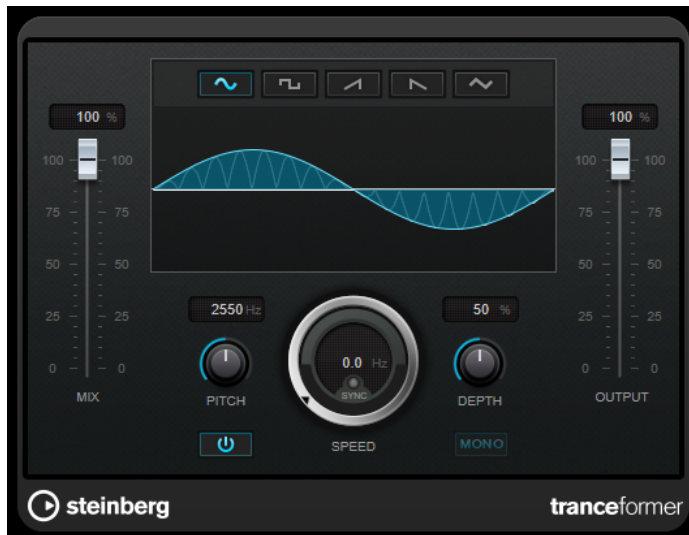 100 %
100 %
100 100
100 100
75 75
75 75
50 50
50 50
25 25
25 25
0 0
0 0
2550 Hz
50 %
0.0 Hz
SYNC
MIX
PITCH
DEPTH
OUTPUT
SPEED
MONO
steinberg
tranceformer